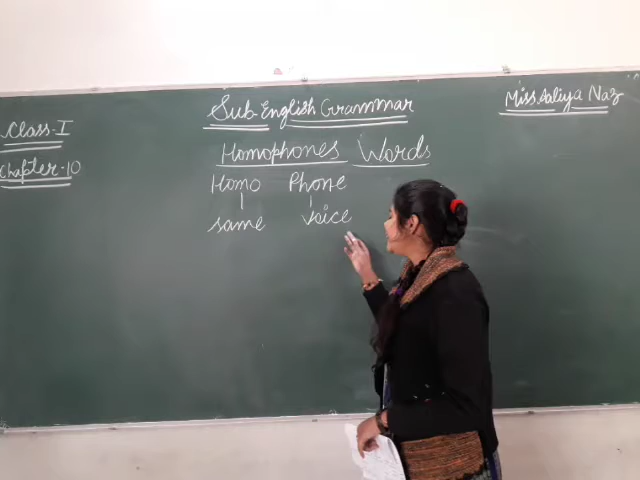 Sub- English Grammar
Miss. Aaliya Naz
Class-I
Chapter-10
Homophones Words
Homo Phone
same voice